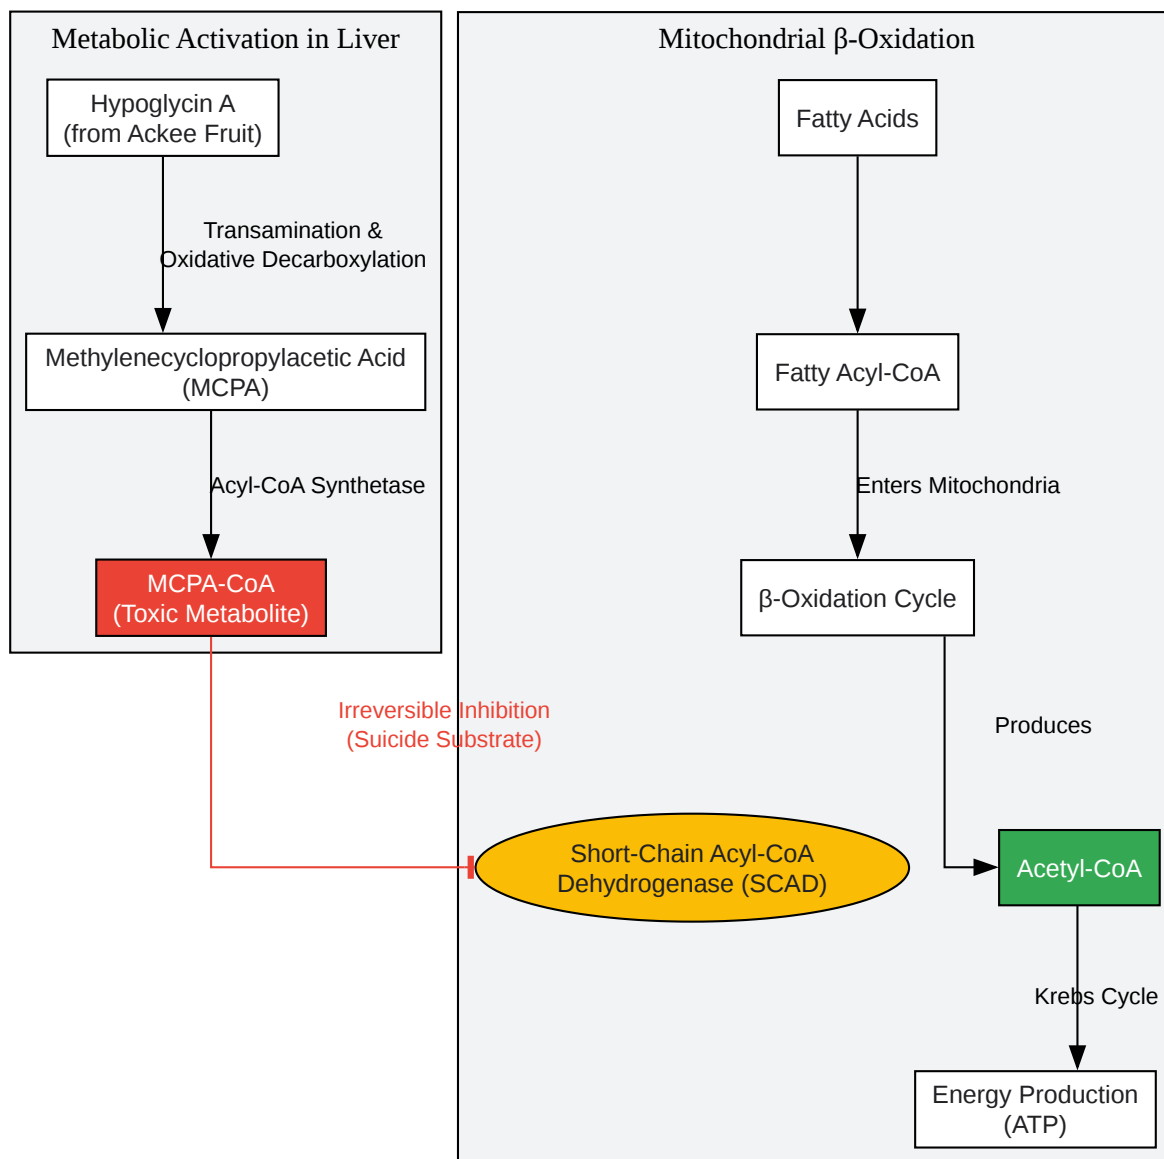 Metabolic Activation in Liver
Hypoglycin A
(from Ackee Fruit)
Transamination &
Oxidative Decarboxylation
Methylenecyclopropylacetic Acid
(MCPA)
Acyl-CoA Synthetase
MCPA-CoA
(Toxic Metabolite)
Irreversible Inhibition
(Suicide Substrate)
Mitochondrial β-Oxidation
Fatty Acids
Fatty Acyl-CoA
Enters Mitochondria
β-Oxidation Cycle
Produces
Short-Chain Acyl-CoA
Dehydrogenase (SCAD)
Acetyl-CoA
Krebs Cycle
Energy Production
(ATP)